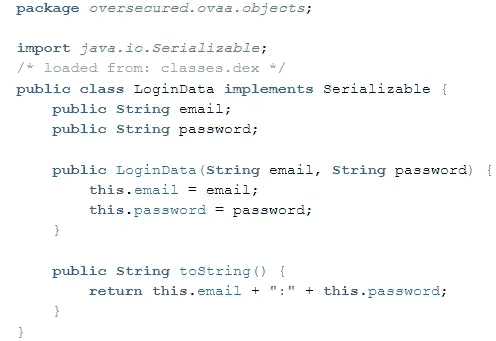 package oversecured.ovaa.objects;
import java.io.Serializable;
/* loaded from: classes.dex */
public class LoginData implements Serializable {
    public String email;
    public String password;
    public LoginData(String email, String password) {
        this.email = email;
        this.password = password;
    }
    public String toString() {
        return this.email + ":" + this.password;
    }
}